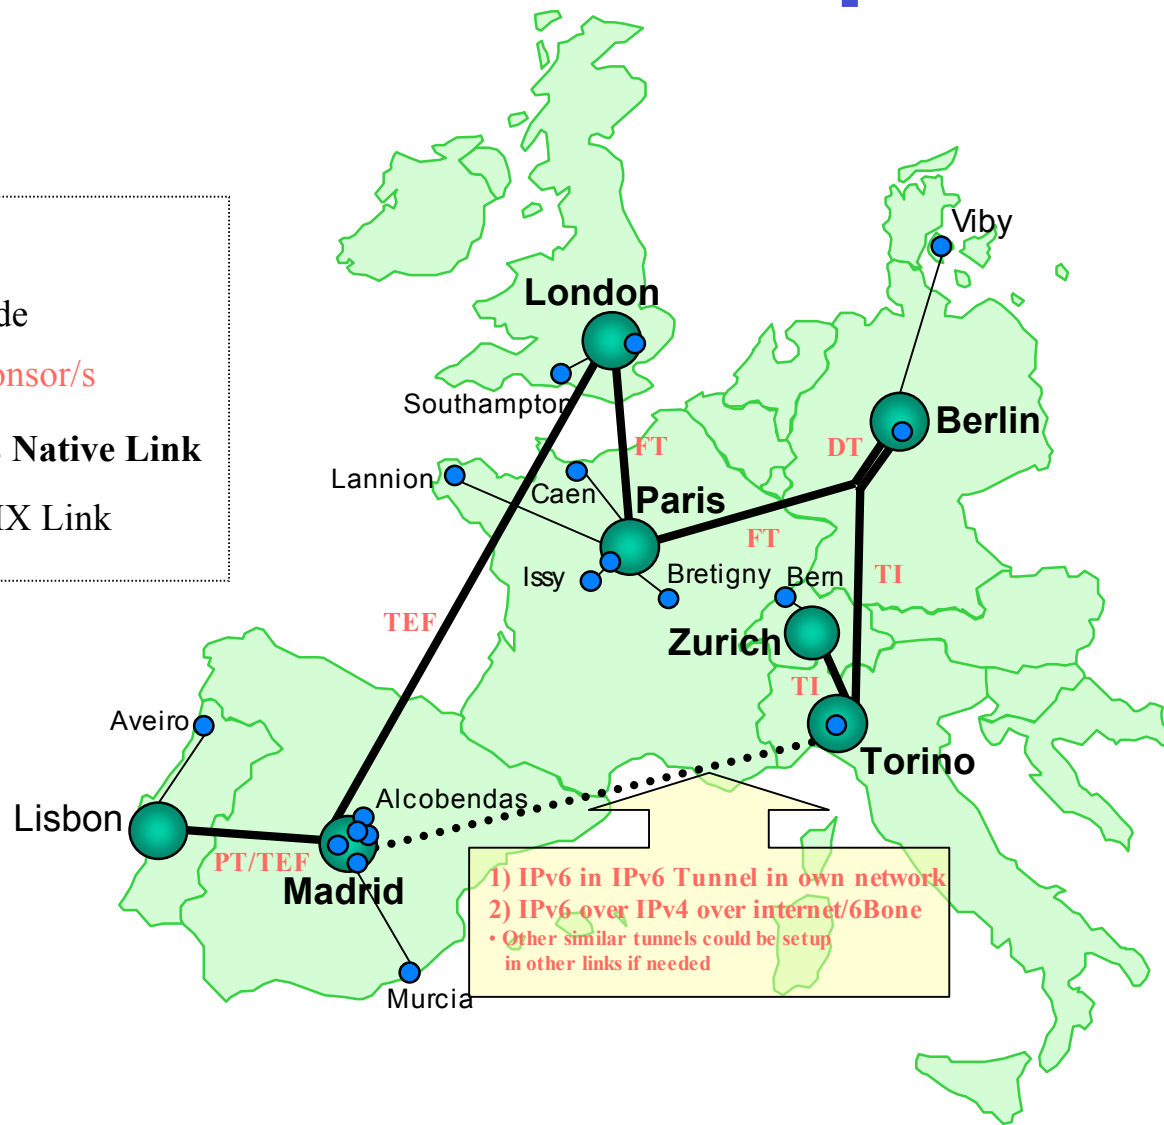 de
onsor/s
Native Link
IX Link
Viby
London
Southampton
Berlin
DT
FT
Lannion
Caen
Paris
FT
Issy
Bretigny
Bern
TI
Zurich
TEF
TI
Aveiro
Torino
Alcobendas
Lisbon
PT/TEF
Madrid
1) IPv6 in IPv6 Tunnel in own network
2) IPv6 over IPv4 over internet/6Bone
• Other similar tunnels could be setup
in other links if needed
Murcia